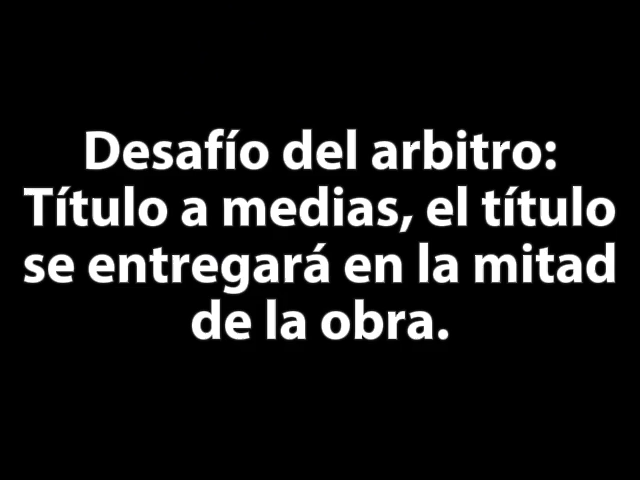 Desafío del arbitro:
Título a medias, el título
se entregará en la mitad
de la obra.